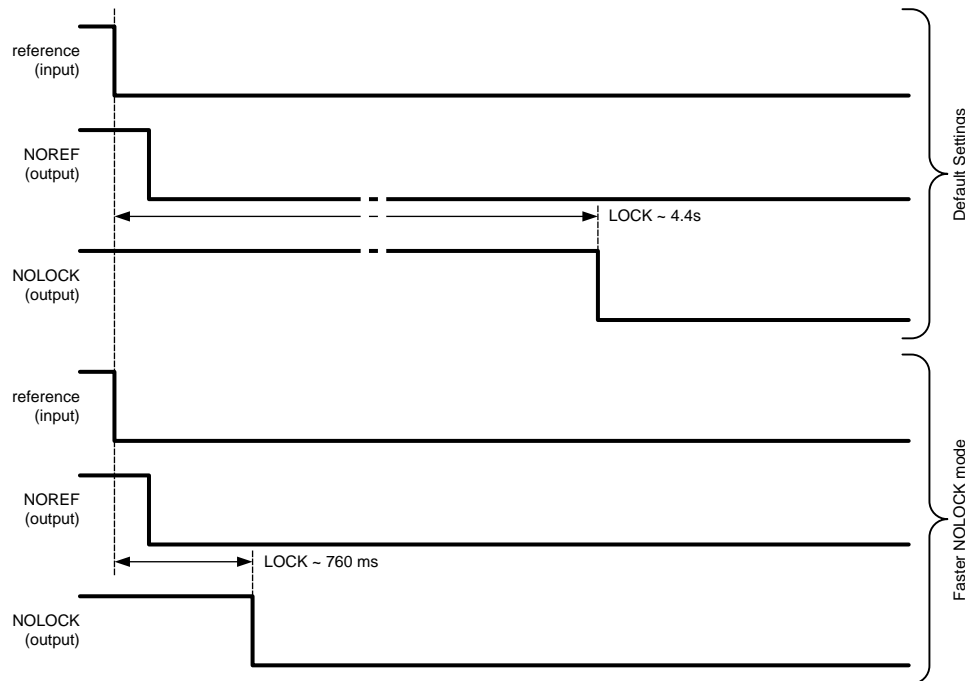 reference
(input)
NOREF
(output)
LOCK ~ 4.4s
NOLOCK
(output)
Default Settings
reference
(input)
NOREF
(output)
LOCK ~ 760 ms
NOLOCK
(output)
Faster NOLOCK mode